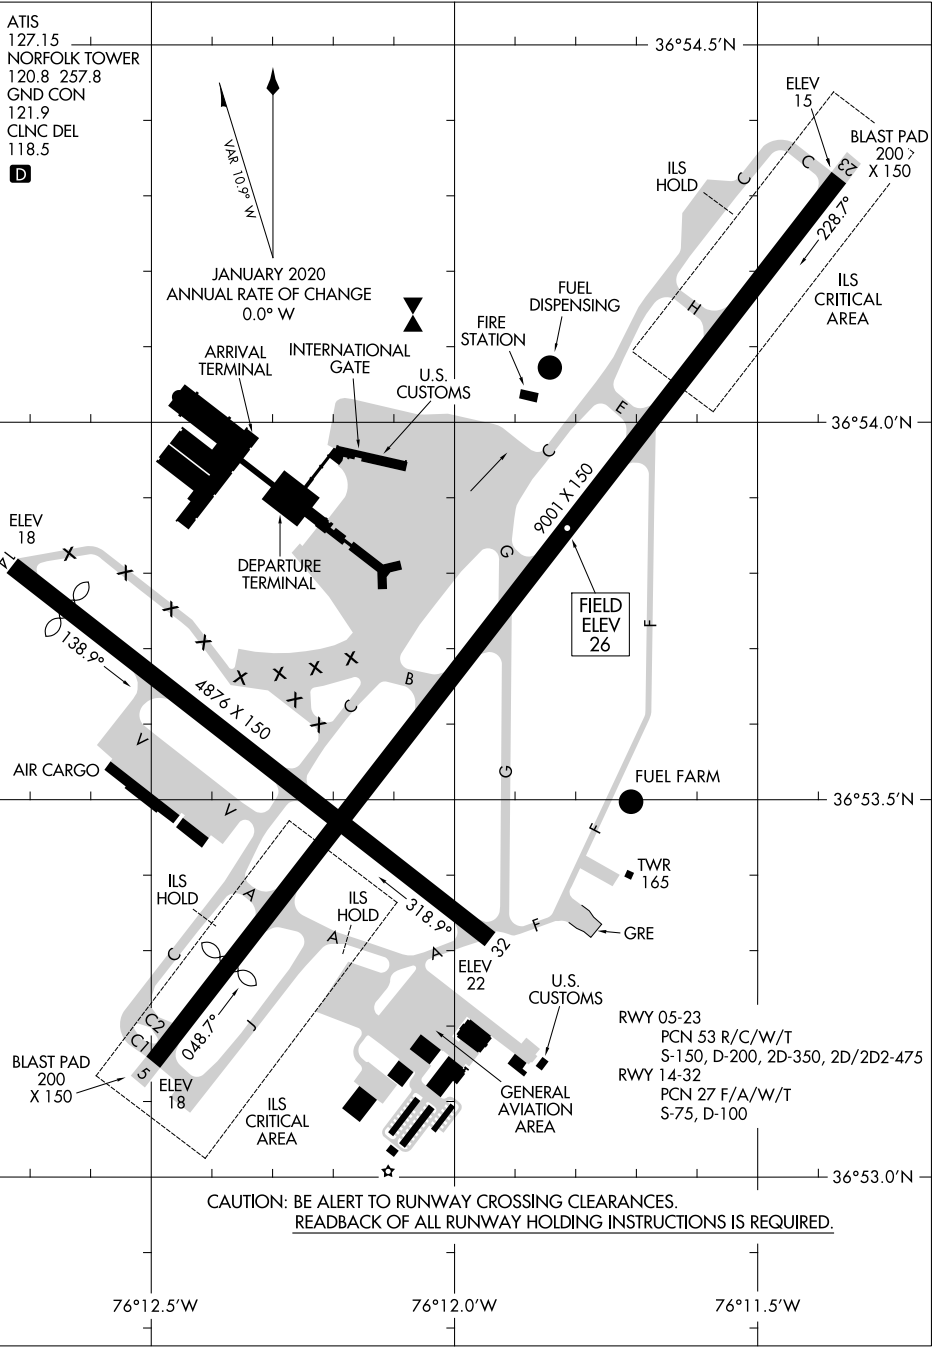 ATIS
127.15
NORFOLK TOWER
120.8 257.8
GND CON
121.9
CLNC DEL
118.5
D
36°54.5'N
VAR 10.9° W
JANUARY 2020
ANNUAL RATE OF CHANGE
0.0° W
ELEV
15
BLAST PAD
200
X 150
23
C
C
ILS
HOLD
228.7°
ILS
CRITICAL
AREA
H
FUEL
DISPENSING
FIRE
STATION
ARRIVAL
TERMINAL
INTERNATIONAL
GATE
U.S.
CUSTOMS
E
36°54.0'N
C
9001 X 150
ELEV
18
14
X
X
X
X
X
X
X
X
X
X
DEPARTURE
TERMINAL
G
FIELD
ELEV
26
F
138.9°
4876 X 150
B
C
V
V
AIR CARGO
G
FUEL FARM
36°53.5'N
F
TWR
165
ILS
HOLD
A
ILS
HOLD
318.9°
A
A
F
GRE
32
ELEV
22
C
U.S.
CUSTOMS
C2
C1
048.7°
J
5
ELEV
18
BLAST PAD
200
X 150
ILS
CRITICAL
AREA
GENERAL
AVIATION
AREA
RWY 05-23
PCN 53 R/C/W/T
S-150, D-200, 2D-350, 2D/2D2-475
RWY 14-32
PCN 27 F/A/W/T
S-75, D-100
36°53.0'N
CAUTION: BE ALERT TO RUNWAY CROSSING CLEARANCES.
READBACK OF ALL RUNWAY HOLDING INSTRUCTIONS IS REQUIRED.
76°12.5'W
76°12.0'W
76°11.5'W